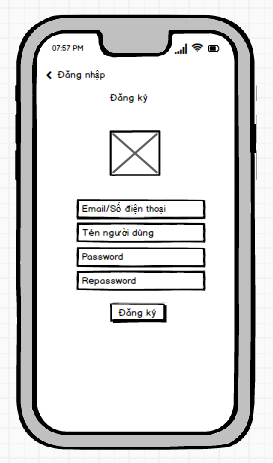 07:57 PM
Đăng nhập
Đăng ký
Email/Số điện thoại
Tên người dùng
Password
Repassword
Đăng ký